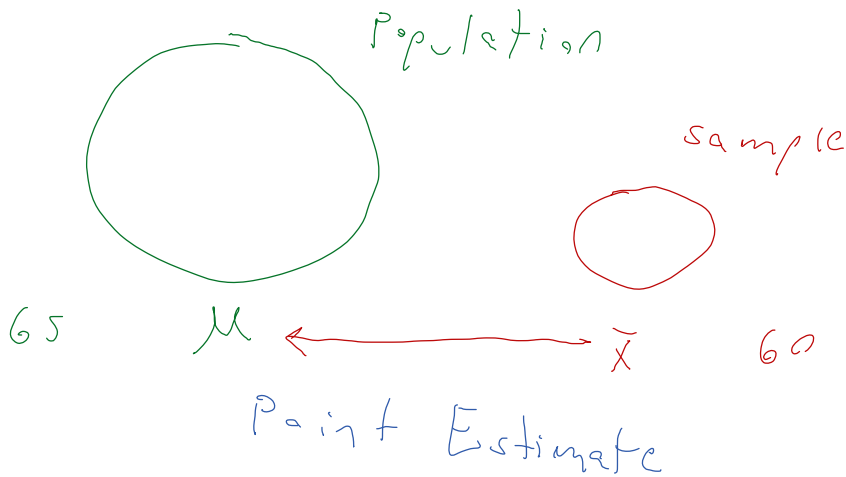 Population
sample
65 μ x̄ 60
Point Estimate